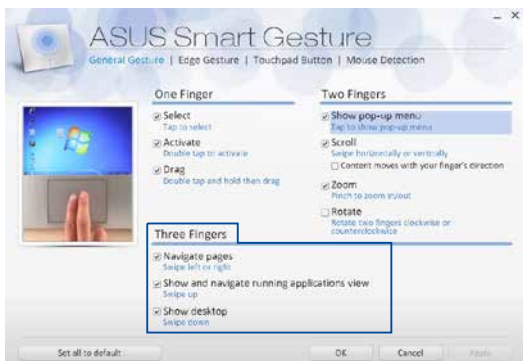 ASUS Smart Gesture
General Gesture | Edge Gesture | Touchpad Button | Mouse Detection
One Finger
Select
Tap to select
Activate
Double tap to activate
Drag
Double tap and hold then drag
Two Fingers
Show pop-up menu
Tap to show pop-up menu
Scroll
Swipe horizontally or vertically
Content moves with your finger's direction
Zoom
Pinch to zoom in/out
Rotate
Rotate two fingers clockwise or
counterclockwise
Three Fingers
Navigate pages
Swipe left or right
Show and navigate running applications view
Swipe up
Show desktop
Swipe down
Set all to default
OK
Cancel
Apply